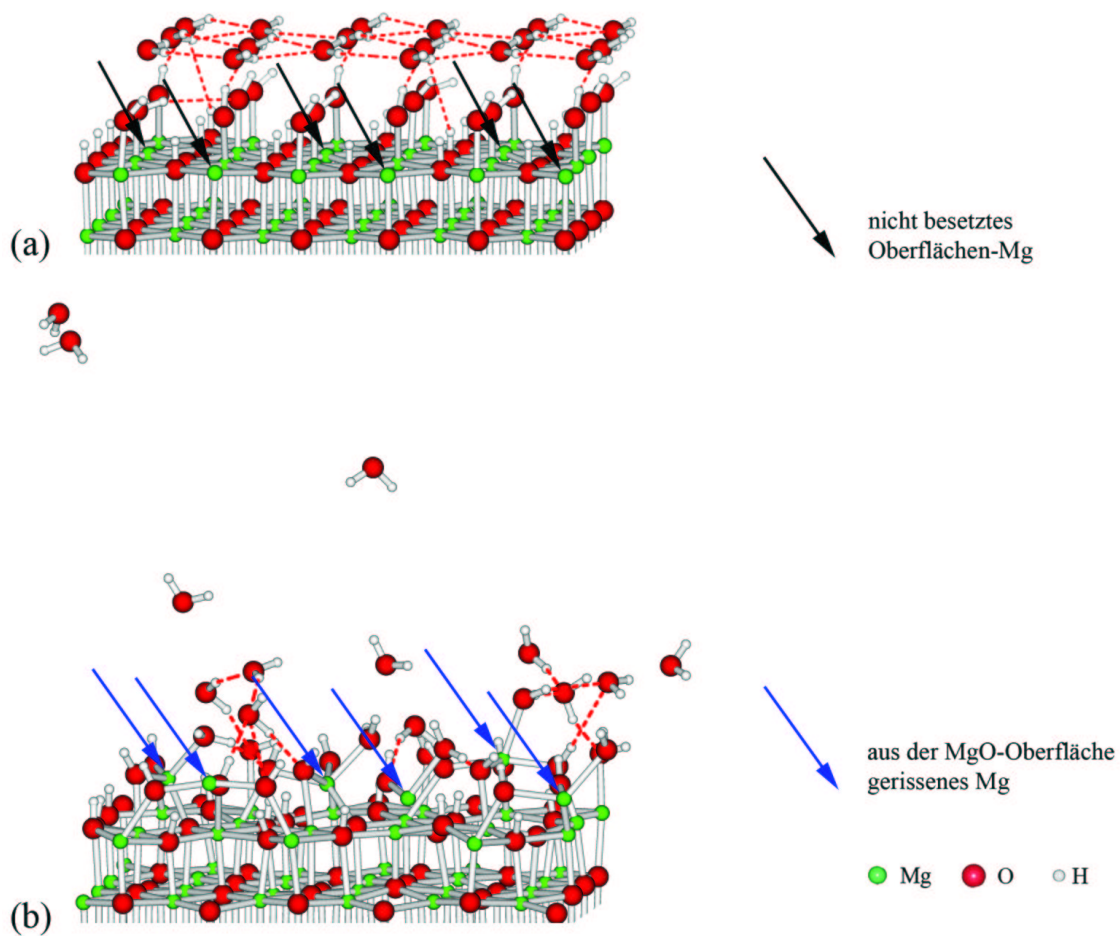 (a)
nicht besetztes
Oberflächen-Mg
aus der MgO-Oberfläche
gerissenes Mg
Mg O H
(b)